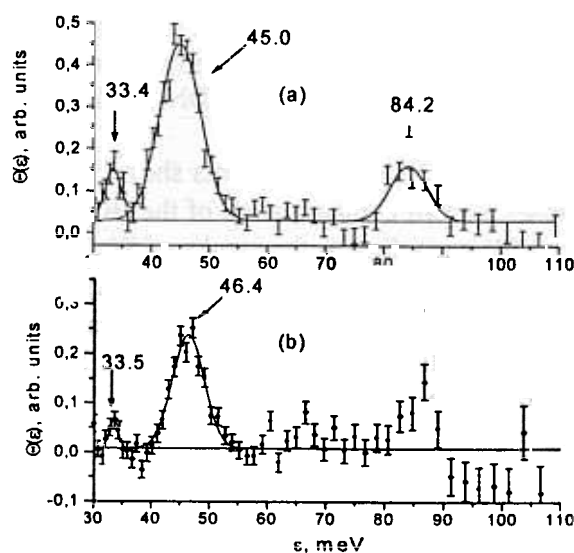 0,5
0,4
0,3
0,2
0,1
0,0
Θ(ε), arb. units
33.4
45.0
(a)
84.2
40 50 60 70 80 100 110
0,2
0,1
0,0
-0,1
Θ(ε), arb. units
33.5
46.4
(b)
30 40 50 60 70 80 90 100 110
ε, meV